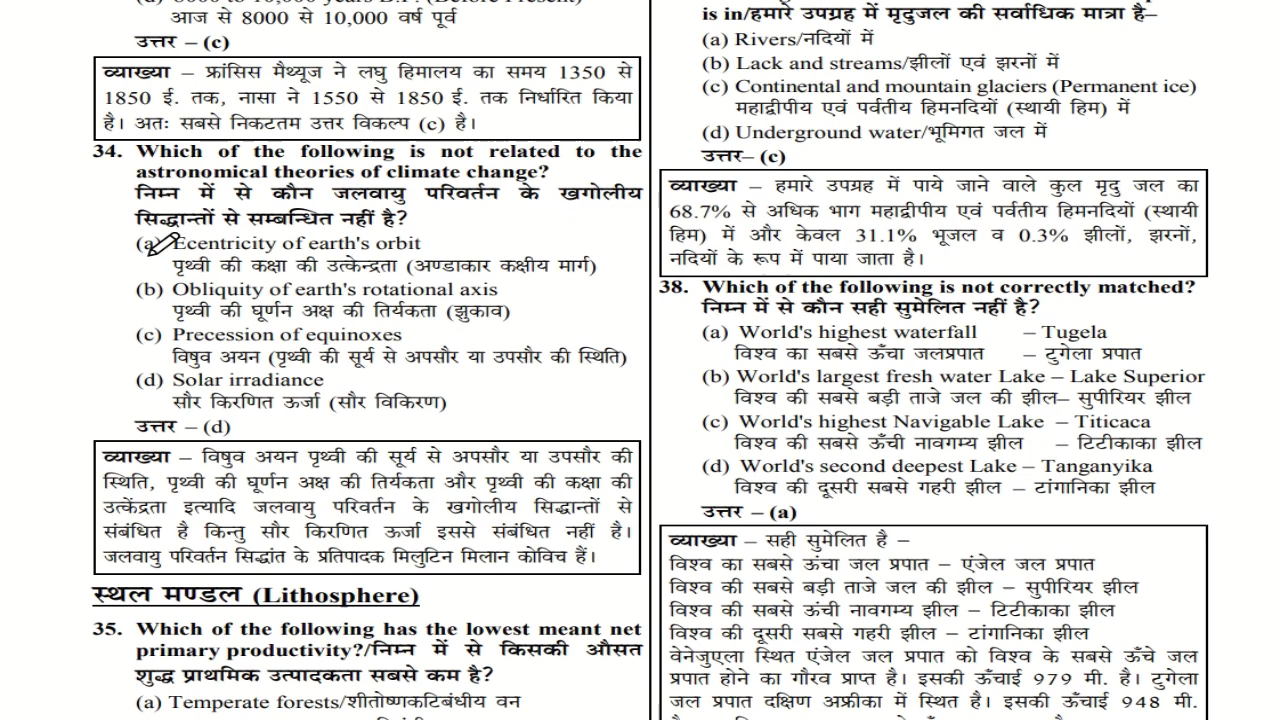 आज से 8000 से 10,000 वर्ष पूर्व
उत्तर – (c)
व्याख्या – फ्रांसिस मैथ्यूज ने लघु हिमालय का समय 1350 से
1850 ई. तक, नासा ने 1550 से 1850 ई. तक निर्धारित किया
है। अतः सबसे निकटतम उत्तर विकल्प (c) है।
34. Which of the following is not related to the
astronomical theories of climate change?
निम्न में से कौन जलवायु परिवर्तन के खगोलीय
सिद्धान्तों से सम्बन्धित नहीं है?
(a) Ecentricity of earth's orbit
पृथ्वी की कक्षा की उत्केन्द्रता (अण्डाकार कक्षीय मार्ग)
(b) Obliquity of earth's rotational axis
पृथ्वी की घूर्णन अक्ष की तिर्यकता (झुकाव)
(c) Precession of equinoxes
विषुव अयन (पृथ्वी की सूर्य से अपसौर या उपसौर की स्थिति)
(d) Solar irradiance
सौर किरणित ऊर्जा (सौर विकिरण)
उत्तर – (d)
व्याख्या – विषुव अयन पृथ्वी की सूर्य से अपसौर या उपसौर की
स्थिति, पृथ्वी की घूर्णन अक्ष की तिर्यकता और पृथ्वी की कक्षा की
उत्केंद्रता इत्यादि जलवायु परिवर्तन के खगोलीय सिद्धान्तों से
संबंधित है किन्तु सौर किरणित ऊर्जा इससे संबंधित नहीं है।
जलवायु परिवर्तन सिद्धांत के प्रतिपादक मिलुटिन मिलान कोविच हैं।
स्थल मण्डल (Lithosphere)
35. Which of the following has the lowest meant net
primary productivity?/निम्न में से किसकी औसत
शुद्ध प्राथमिक उत्पादकता सबसे कम है?
(a) Temperate forests/शीतोष्णकटिबंधीय वन
is in/हमारे उपग्रह में मृदुजल की सर्वाधिक मात्रा है–
(a) Rivers/नदियों में
(b) Lack and streams/झीलों एवं झरनों में
(c) Continental and mountain glaciers (Permanent ice)
महाद्वीपीय एवं पर्वतीय हिमनदियों (स्थायी हिम) में
(d) Underground water/भूमिगत जल में
उत्तर– (c)
व्याख्या – हमारे उपग्रह में पाये जाने वाले कुल मृदु जल का
68.7% से अधिक भाग महाद्वीपीय एवं पर्वतीय हिमनदियों (स्थायी
हिम) में और केवल 31.1% भूजल व 0.3% झीलों, झरनों,
नदियों के रूप में पाया जाता है।
38. Which of the following is not correctly matched?
निम्न में से कौन सही सुमेलित नहीं है?
(a) World's highest waterfall – Tugela
विश्व का सबसे ऊँचा जलप्रपात – टुगेला प्रपात
(b) World's largest fresh water Lake – Lake Superior
विश्व की सबसे बड़ी ताजे जल की झील– सुपीरियर झील
(c) World's highest Navigable Lake – Titicaca
विश्व की सबसे ऊँची नावगम्य झील – टिटीकाका झील
(d) World's second deepest Lake – Tanganyika
विश्व की दूसरी सबसे गहरी झील – टांगानिका झील
उत्तर – (a)
व्याख्या – सही सुमेलित है –
विश्व का सबसे ऊंचा जल प्रपात – एंजेल जल प्रपात
विश्व की सबसे बड़ी ताजे जल की झील – सुपीरियर झील
विश्व की सबसे ऊंची नावगम्य झील – टिटीकाका झील
विश्व की दूसरी सबसे गहरी झील – टांगानिका झील
वेनेजुएला स्थित एंजेल जल प्रपात को विश्व के सबसे ऊँचे जल
प्रपात होने का गौरव प्राप्त है। इसकी ऊँचाई 979 मी. है। टुगेला
जल प्रपात दक्षिण अफ्रीका में स्थित है। इसकी ऊँचाई 948 मी.